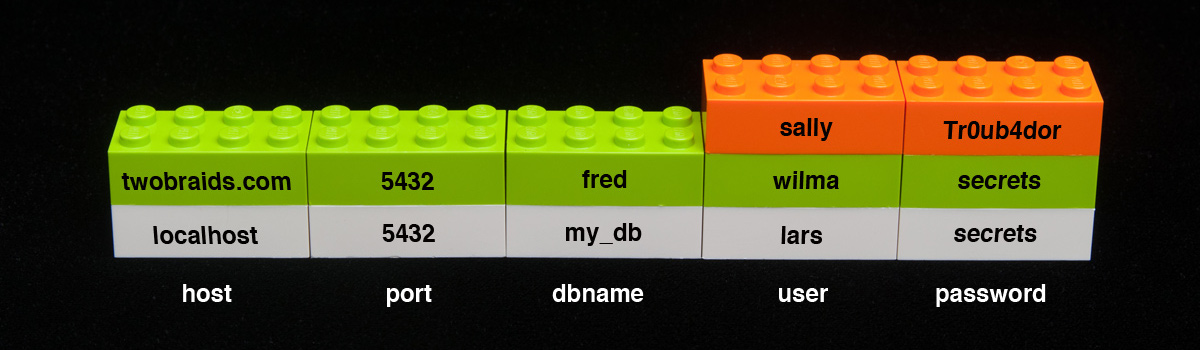 sally Tr0ub4dor
twobraids.com 5432 fred wilma secrets
localhost 5432 my_db lars secrets
host port dbname user password